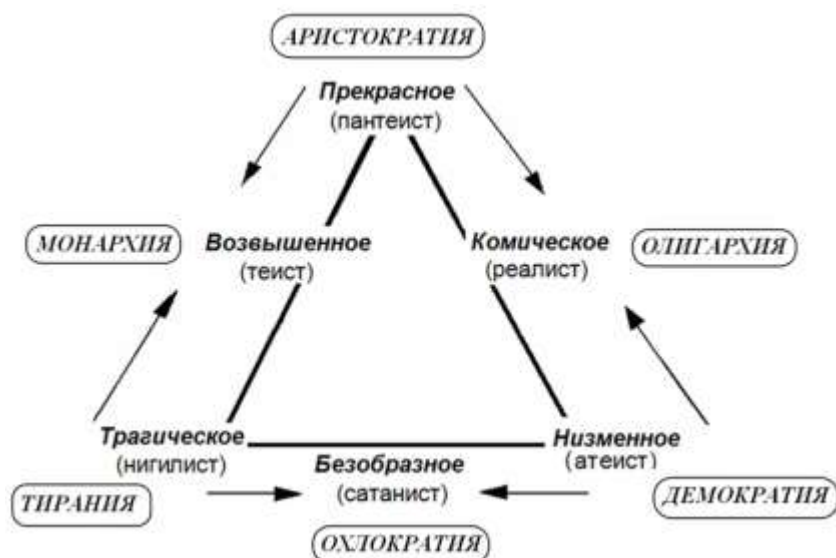 АРИСТОКРАТИЯ
Прекрасное
(пантеист)
МОНАРХИЯ
Возвышенное
(теист)
Комическое
(реалист)
ОЛИГАРХИЯ
Трагическое
(нигилист)
Безобразное
(сатанист)
Низменное
(атеист)
ТИРАНИЯ
ДЕМОКРАТИЯ
ОХЛОКРАТИЯ